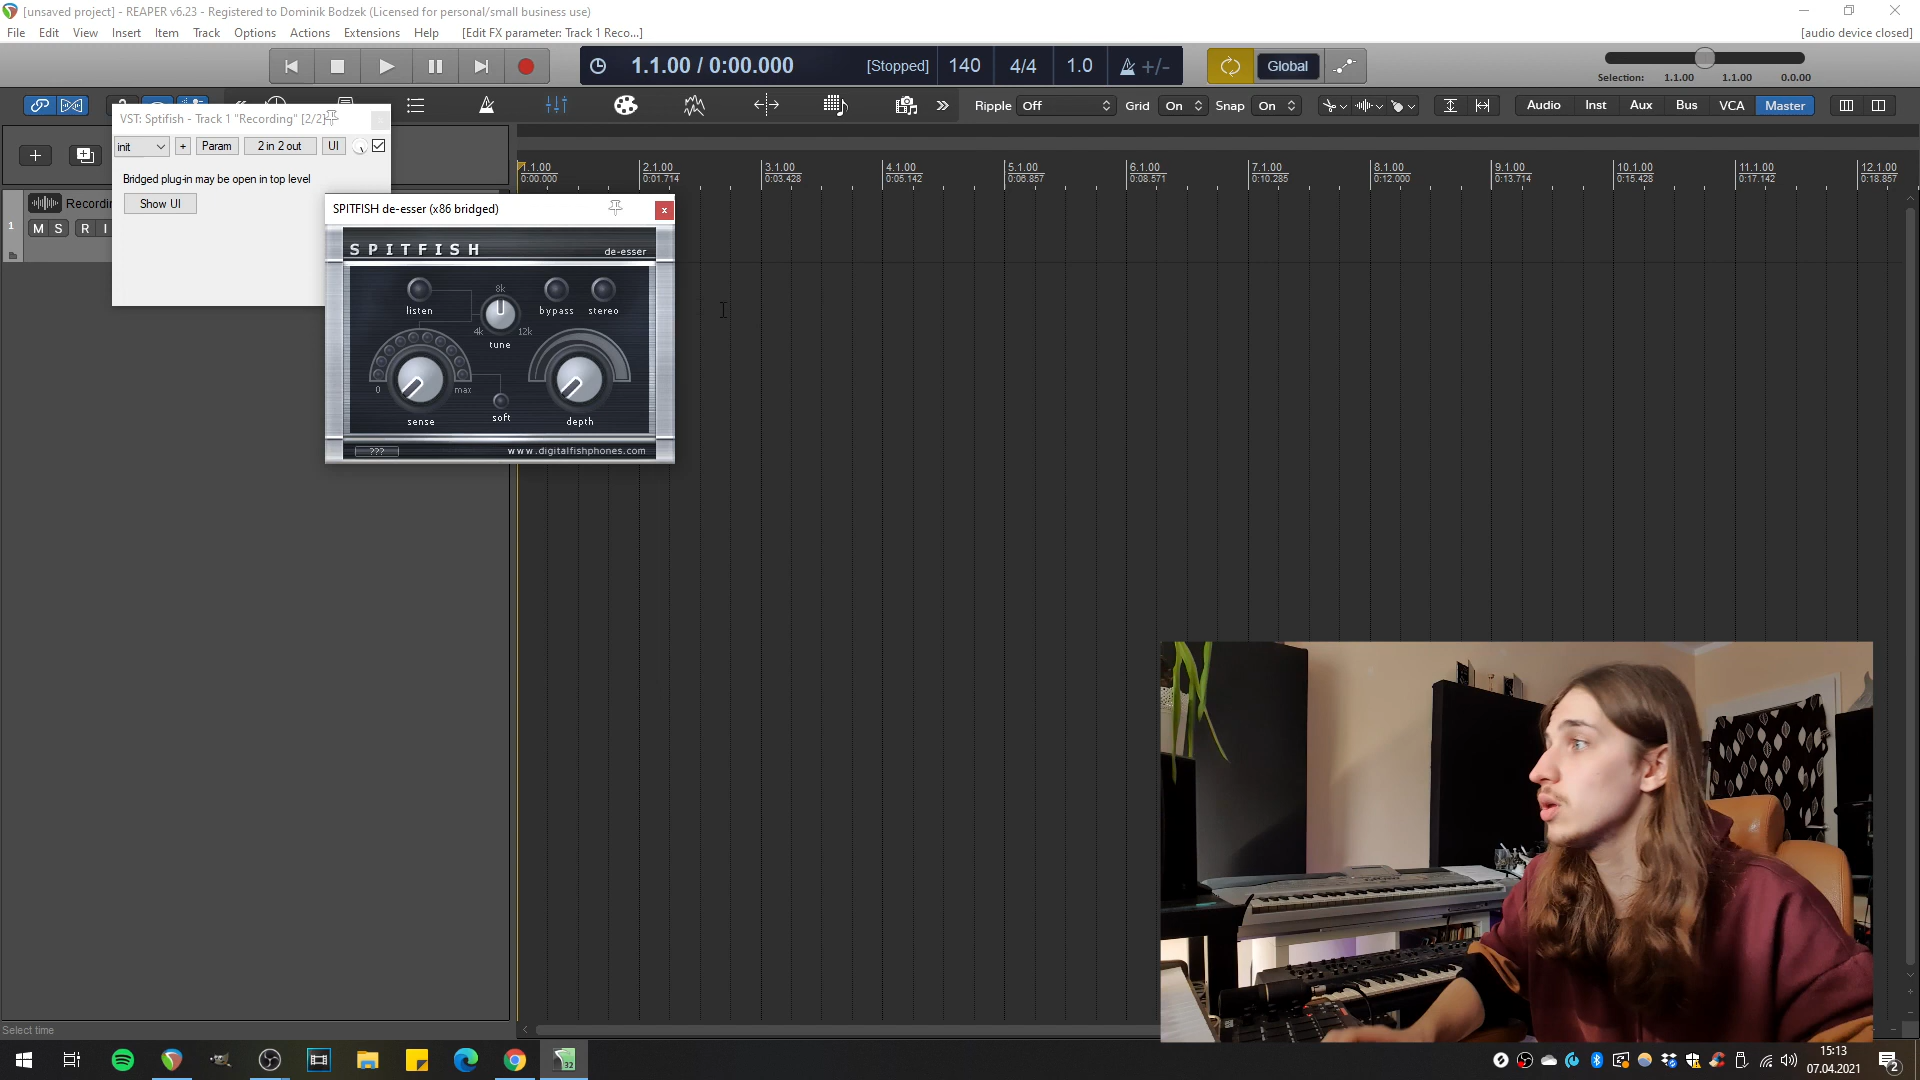 [unsaved project] - REAPER v6.23 - Registered to Dominik Bodzek (Licensed for personal/small business use)
File Edit View Insert Item Track Options Actions Extensions Help [Edit FX parameter: Track 1 Reco...] [audio device closed]
1.1.00 / 0:00.000 [Stopped] 140 4/4 1.0 +/- Global
Selection: 1.1.00 1.1.00 0.0.00
Ripple Off Grid On Snap On Audio Inst Aux Bus VCA Master
VST: Sptifish - Track 1 "Recording" [2/2]
init + Param 2 in 2 out UI
Bridged plug-in may be open in top level
Show UI
1.1.00 2.1.00 3.1.00 4.1.00 5.1.00 6.1.00 7.1.00 8.1.00 9.1.00 10.1.00 11.1.00 12.1.00
0:00.000 0:01.714 0:03.428 0:05.142 0:06.857 0:08.571 0:10.285 0:12.000 0:13.714 0:15.428 0:17.142 0:18.857
1 Recordin
M S R I
SPITFISH de-esser (x86 bridged) x
SPITFISH de-esser
8k
listen bypass stereo
4k 12k
tune
0 max
soft
sense depth
??? www.digitalfishphones.com
Select time
32
15:13
07.04.2021
2